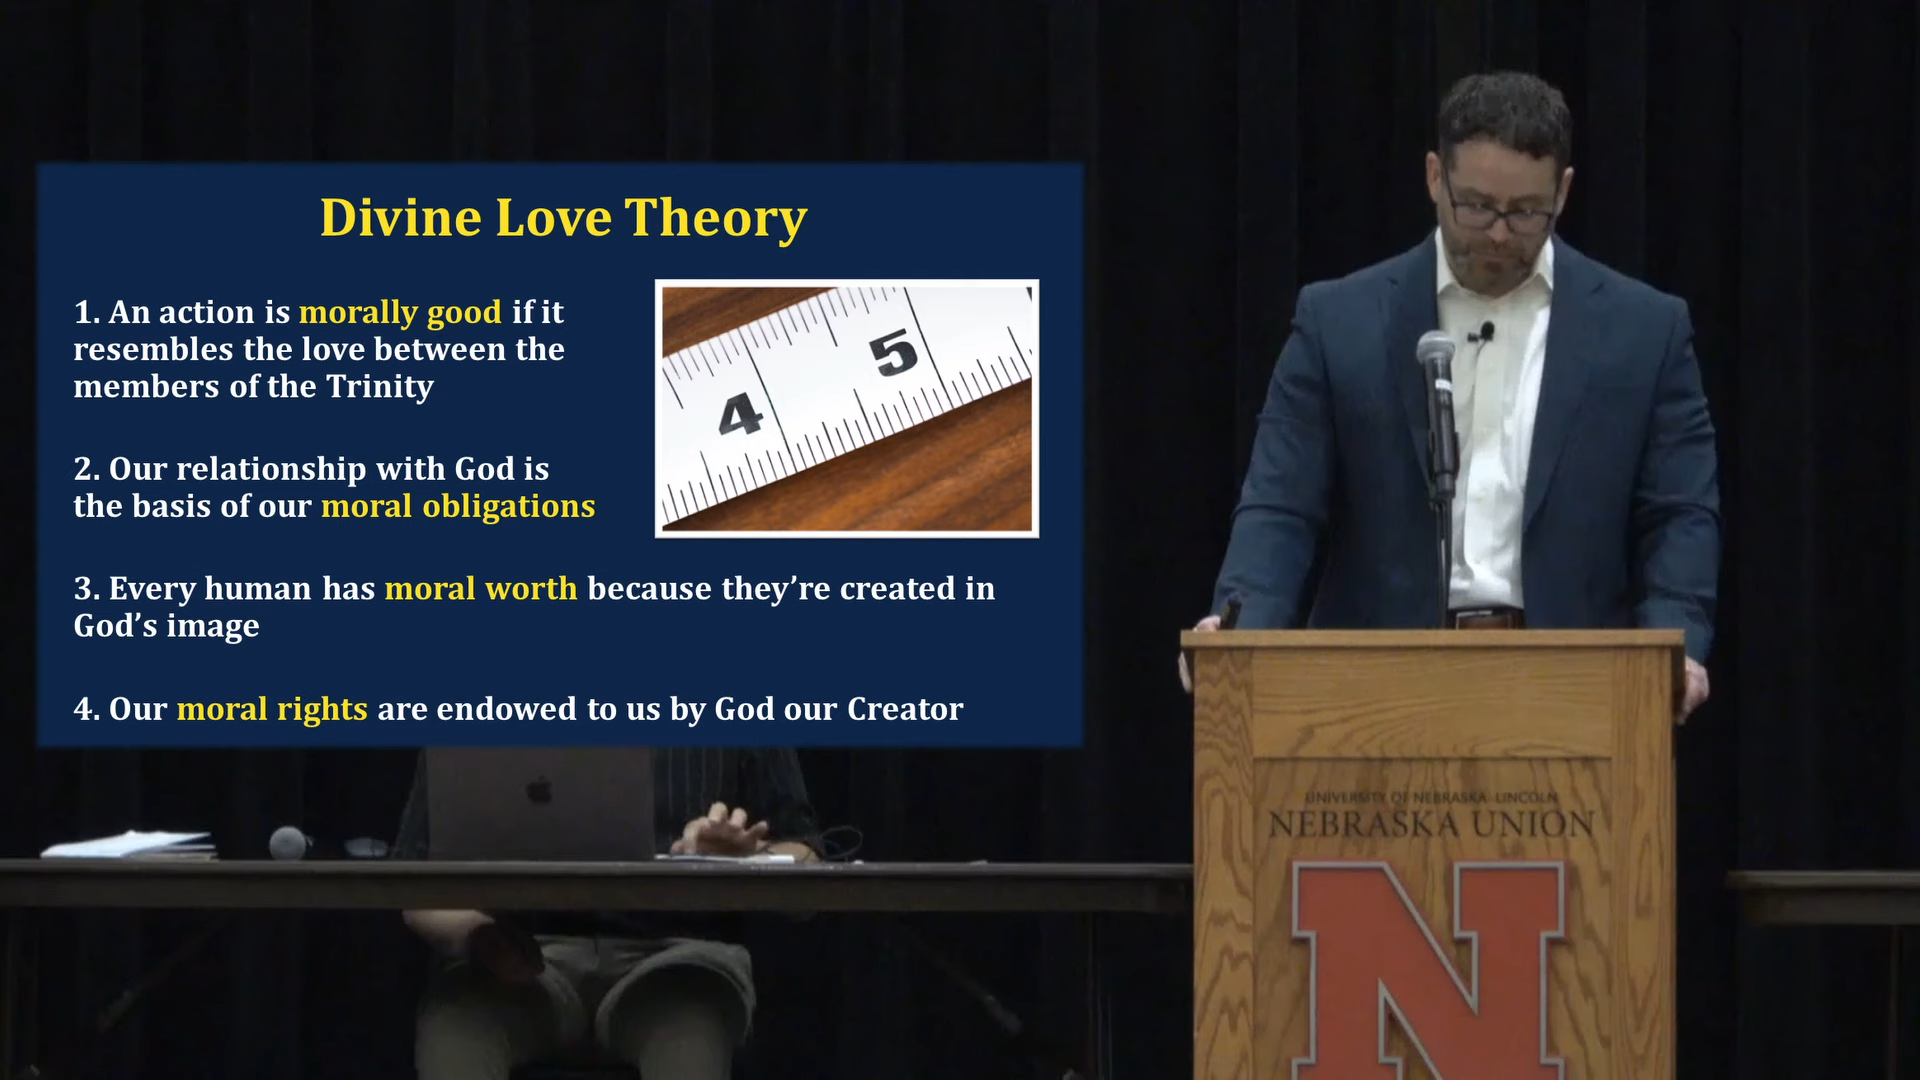 Divine Love Theory
1. An action is morally good if it
resembles the love between the
members of the Trinity
2. Our relationship with God is
the basis of our moral obligations
3. Every human has moral worth because they're created in
God's image
4. Our moral rights are endowed to us by God our Creator
4
5
UNIVERSITY OF NEBRASKA-LINCOLN
NEBRASKA UNION
N